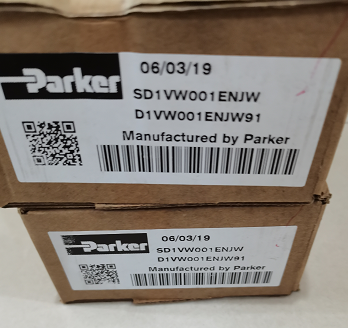 Parker
06/03/19
SD1VW001ENJW
D1VW001ENJW91
Manufactured by Parker
Parker
06/03/19
SD1VW001ENJW
D1VW001ENJW91
Manufactured by Parker